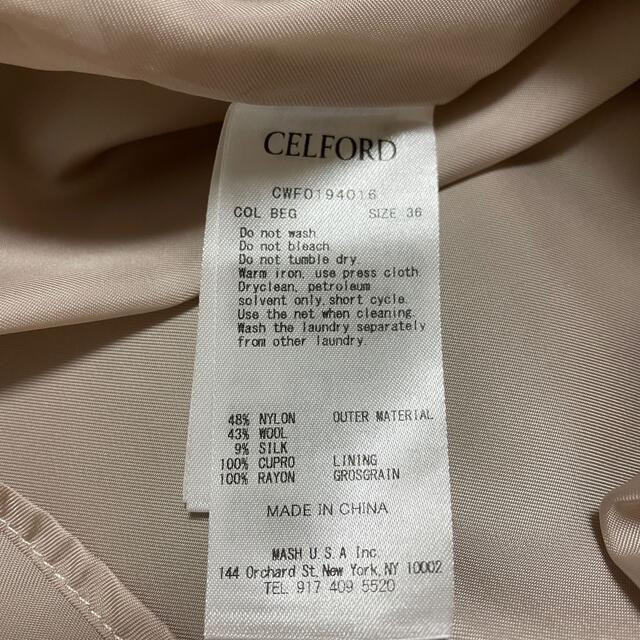 CELFORD
CWF0194016
COL BEG SIZE 36
Do not wash.
Do not bleach.
Do not tumble dry.
Warm iron, use press cloth.
Dryclean, petroleum
solvent only, short cycle.
Use the net when cleaning.
Wash the laundry separately
from other laundry.
48% NYLON OUTER MATERIAL
43% WOOL
9% SILK
100% CUPRO LINING
100% RAYON GROSGRAIN
MADE IN CHINA
MASH U.S.A Inc.
144 Orchard St, New York, NY 10002
TEL 917 409 5520